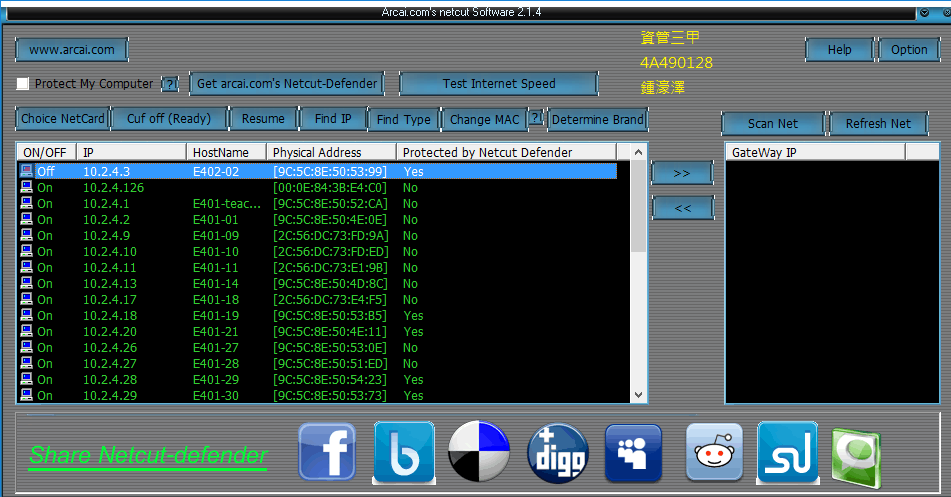 Arcai.com's netcut Software 2.1.4
資管三甲
www.arcai.com
Help
Option
4A490128
Protect My Computer
?
Get arcai.com's Netcut-Defender
Test Internet Speed
鍾濠澤
Choice NetCard
Cuf off (Ready)
Resume
Find IP
Find Type
Change MAC
?
Determine Brand
Scan Net
Refresh Net
ON/OFF IP HostName Physical Address Protected by Netcut Defender
Off 10.2.4.3 E402-02 [9C:5C:8E:50:53:99] Yes
On 10.2.4.126 [00:0E:84:3B:E4:C0] No
On 10.2.4.1 E401-teac... [9C:5C:8E:50:52:CA] No
On 10.2.4.2 E401-01 [9C:5C:8E:50:4E:0E] No
On 10.2.4.9 E401-09 [2C:56:DC:73:FD:9A] No
On 10.2.4.10 E401-10 [2C:56:DC:73:FD:ED] No
On 10.2.4.11 E401-11 [2C:56:DC:73:E1:9B] No
On 10.2.4.13 E401-14 [9C:5C:8E:50:4D:8C] No
On 10.2.4.17 E401-18 [2C:56:DC:73:E4:F5] No
On 10.2.4.18 E401-19 [9C:5C:8E:50:53:B5] Yes
On 10.2.4.20 E401-21 [9C:5C:8E:50:4E:11] Yes
On 10.2.4.26 E401-27 [9C:5C:8E:50:53:0E] No
On 10.2.4.27 E401-28 [9C:5C:8E:50:51:ED] No
On 10.2.4.28 E401-29 [9C:5C:8E:50:54:23] Yes
On 10.2.4.29 E401-30 [9C:5C:8E:50:53:73] Yes
>>
<<
GateWay IP
Share Netcut-defender
f
b
+
digg